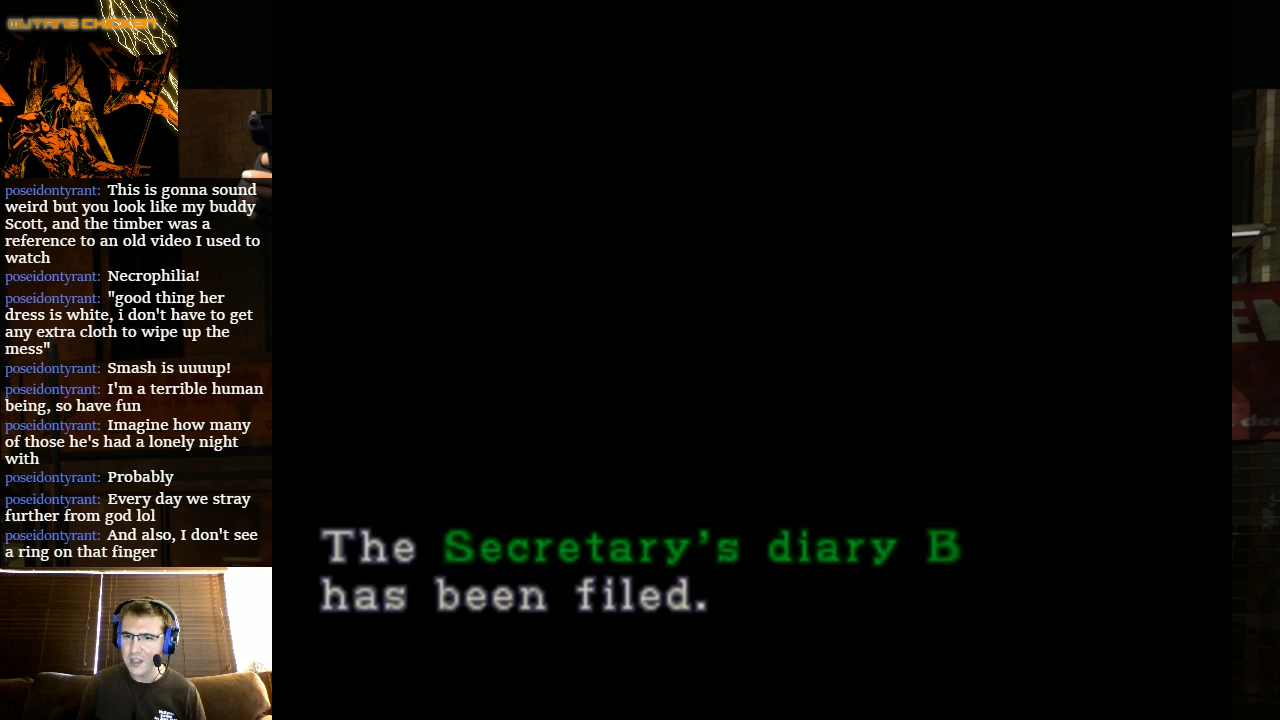 WUTANG CHICKEN
poseidontyrant: This is gonna sound
weird but you look like my buddy
Scott, and the timber was a
reference to an old video I used to
watch
poseidontyrant: Necrophilia!
poseidontyrant: "good thing her
dress is white, i don't have to get
any extra cloth to wipe up the
mess"
poseidontyrant: Smash is uuuup!
poseidontyrant: I'm a terrible human
being, so have fun
poseidontyrant: Imagine how many
of those he's had a lonely night
with
poseidontyrant: Probably
poseidontyrant: Every day we stray
further from god lol
poseidontyrant: And also, I don't see
a ring on that finger
The Secretary's diary B
has been filed.